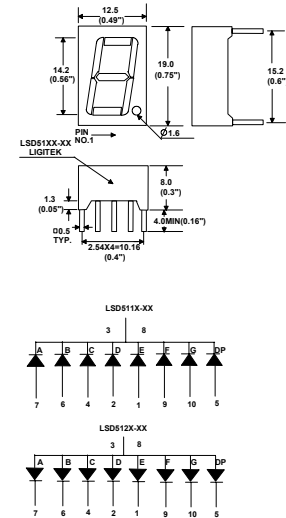 12.5
(0.49")
14.2
(0.56")
19.0
(0.75")
15.2
(0.6"
PIN
NO.1
Ø1.6
LSD51XX-XX
LIGITEK
8.0
(0.3")
1.3
(0.05")
4.0MIN(0.16")
□0.5
TYP.
2.54X4=10.16
(0.4")
LSD511X-XX
3 8
A B C D E F G DP
7 6 4 2 1 9 10 5
LSD512X-XX
3 8
A B C D E F G DP
7 6 4 2 1 9 10 5